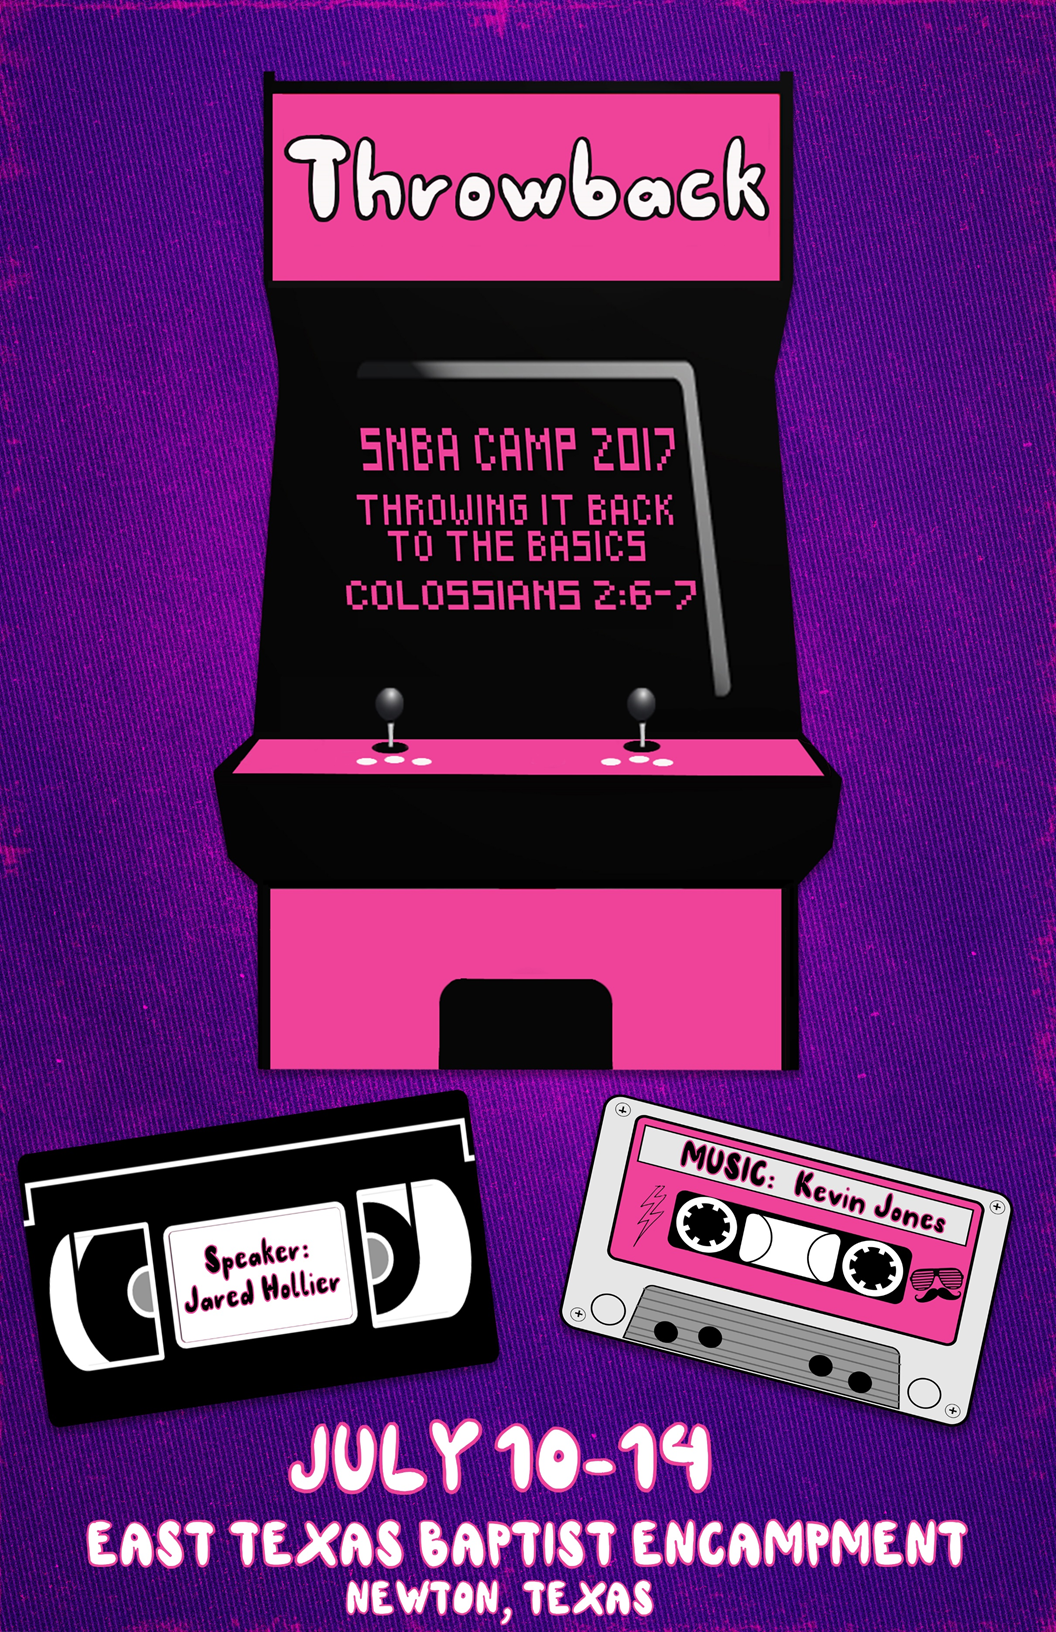 Throwback
SNBA CAMP 2017
THROWING IT BACK
TO THE BASICS
COLOSSIANS 2:6-7
Speaker:
Jared Hollier
MUSIC: Kevin Jones
JULY 10-14
EAST TEXAS BAPTIST ENCAMPMENT
NEWTON, TEXAS